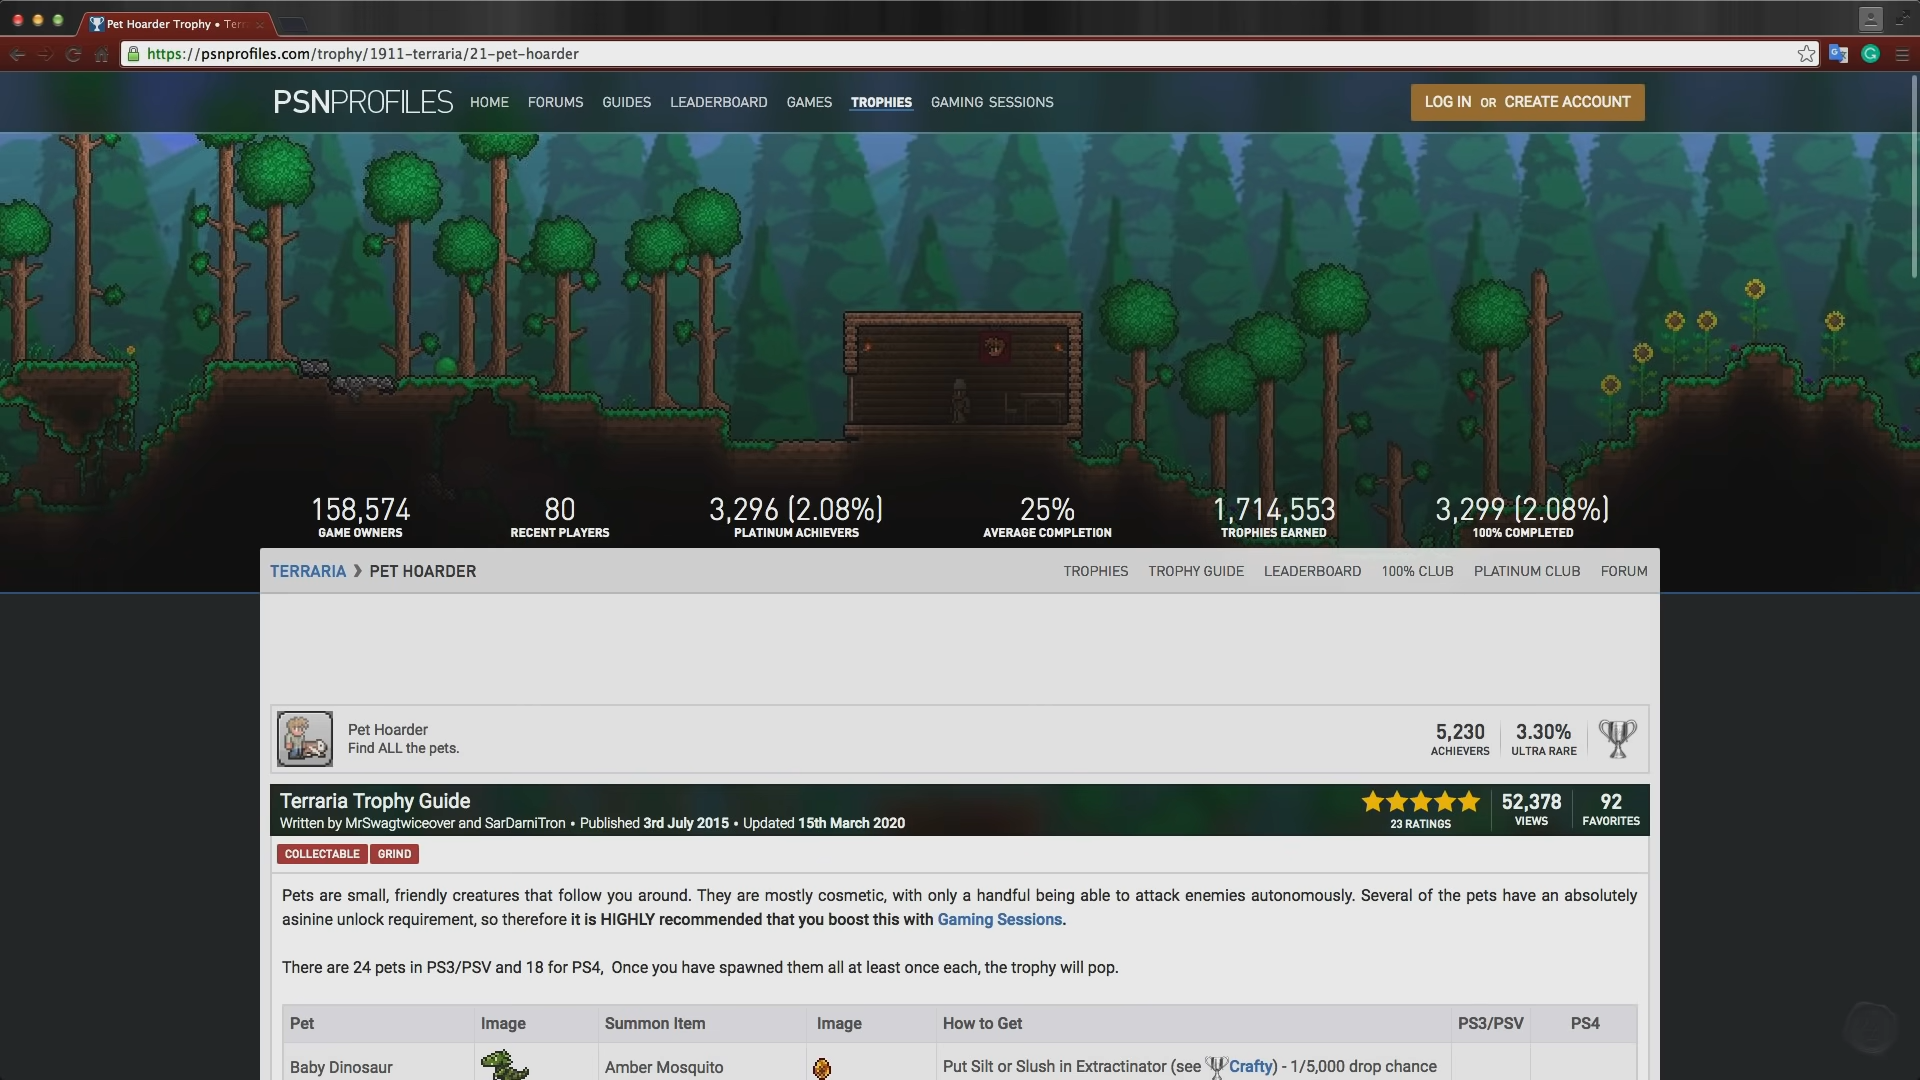 Pet Hoarder Trophy • Terr
https://psnprofiles.com/trophy/1911-terraria/21-pet-hoarder
PSNPROFILES HOME FORUMS GUIDES LEADERBOARD GAMES TROPHIES GAMING SESSIONS LOG IN OR CREATE ACCOUNT
158,574 80 3,296 (2.08%) 25% 1,714,553 3,299 (2.08%)
GAME OWNERS RECENT PLAYERS PLATINUM ACHIEVERS AVERAGE COMPLETION TROPHIES EARNED 100% COMPLETED
TERRARIA ❯ PET HOARDER TROPHIES TROPHY GUIDE LEADERBOARD 100% CLUB PLATINUM CLUB FORUM
Pet Hoarder 5,230 3.30%
Find ALL the pets. ACHIEVERS ULTRA RARE
Terraria Trophy Guide 52,378 92
Written by MrSwagtwiceover and SarDarniTron • Published 3rd July 2015 • Updated 15th March 2020 23 RATINGS VIEWS FAVORITES
COLLECTABLE GRIND
Pets are small, friendly creatures that follow you around. They are mostly cosmetic, with only a handful being able to attack enemies autonomously. Several of the pets have an absolutely
asinine unlock requirement, so therefore it is HIGHLY recommended that you boost this with Gaming Sessions.
There are 24 pets in PS3/PSV and 18 for PS4, Once you have spawned them all at least once each, the trophy will pop.
Pet Image Summon Item Image How to Get PS3/PSV PS4
Baby Dinosaur Amber Mosquito Put Silt or Slush in Extractinator (see Crafty) - 1/5,000 drop chance